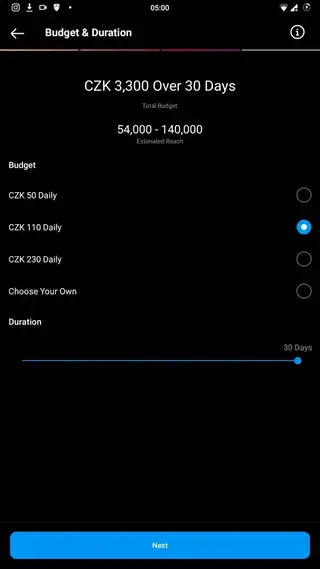 05:00
Budget & Duration
CZK 3,300 Over 30 Days
Total Budget
54,000 - 140,000
Estimated Reach
Budget
CZK 50 Daily
CZK 110 Daily
CZK 230 Daily
Choose Your Own
Duration
30 Days
Next